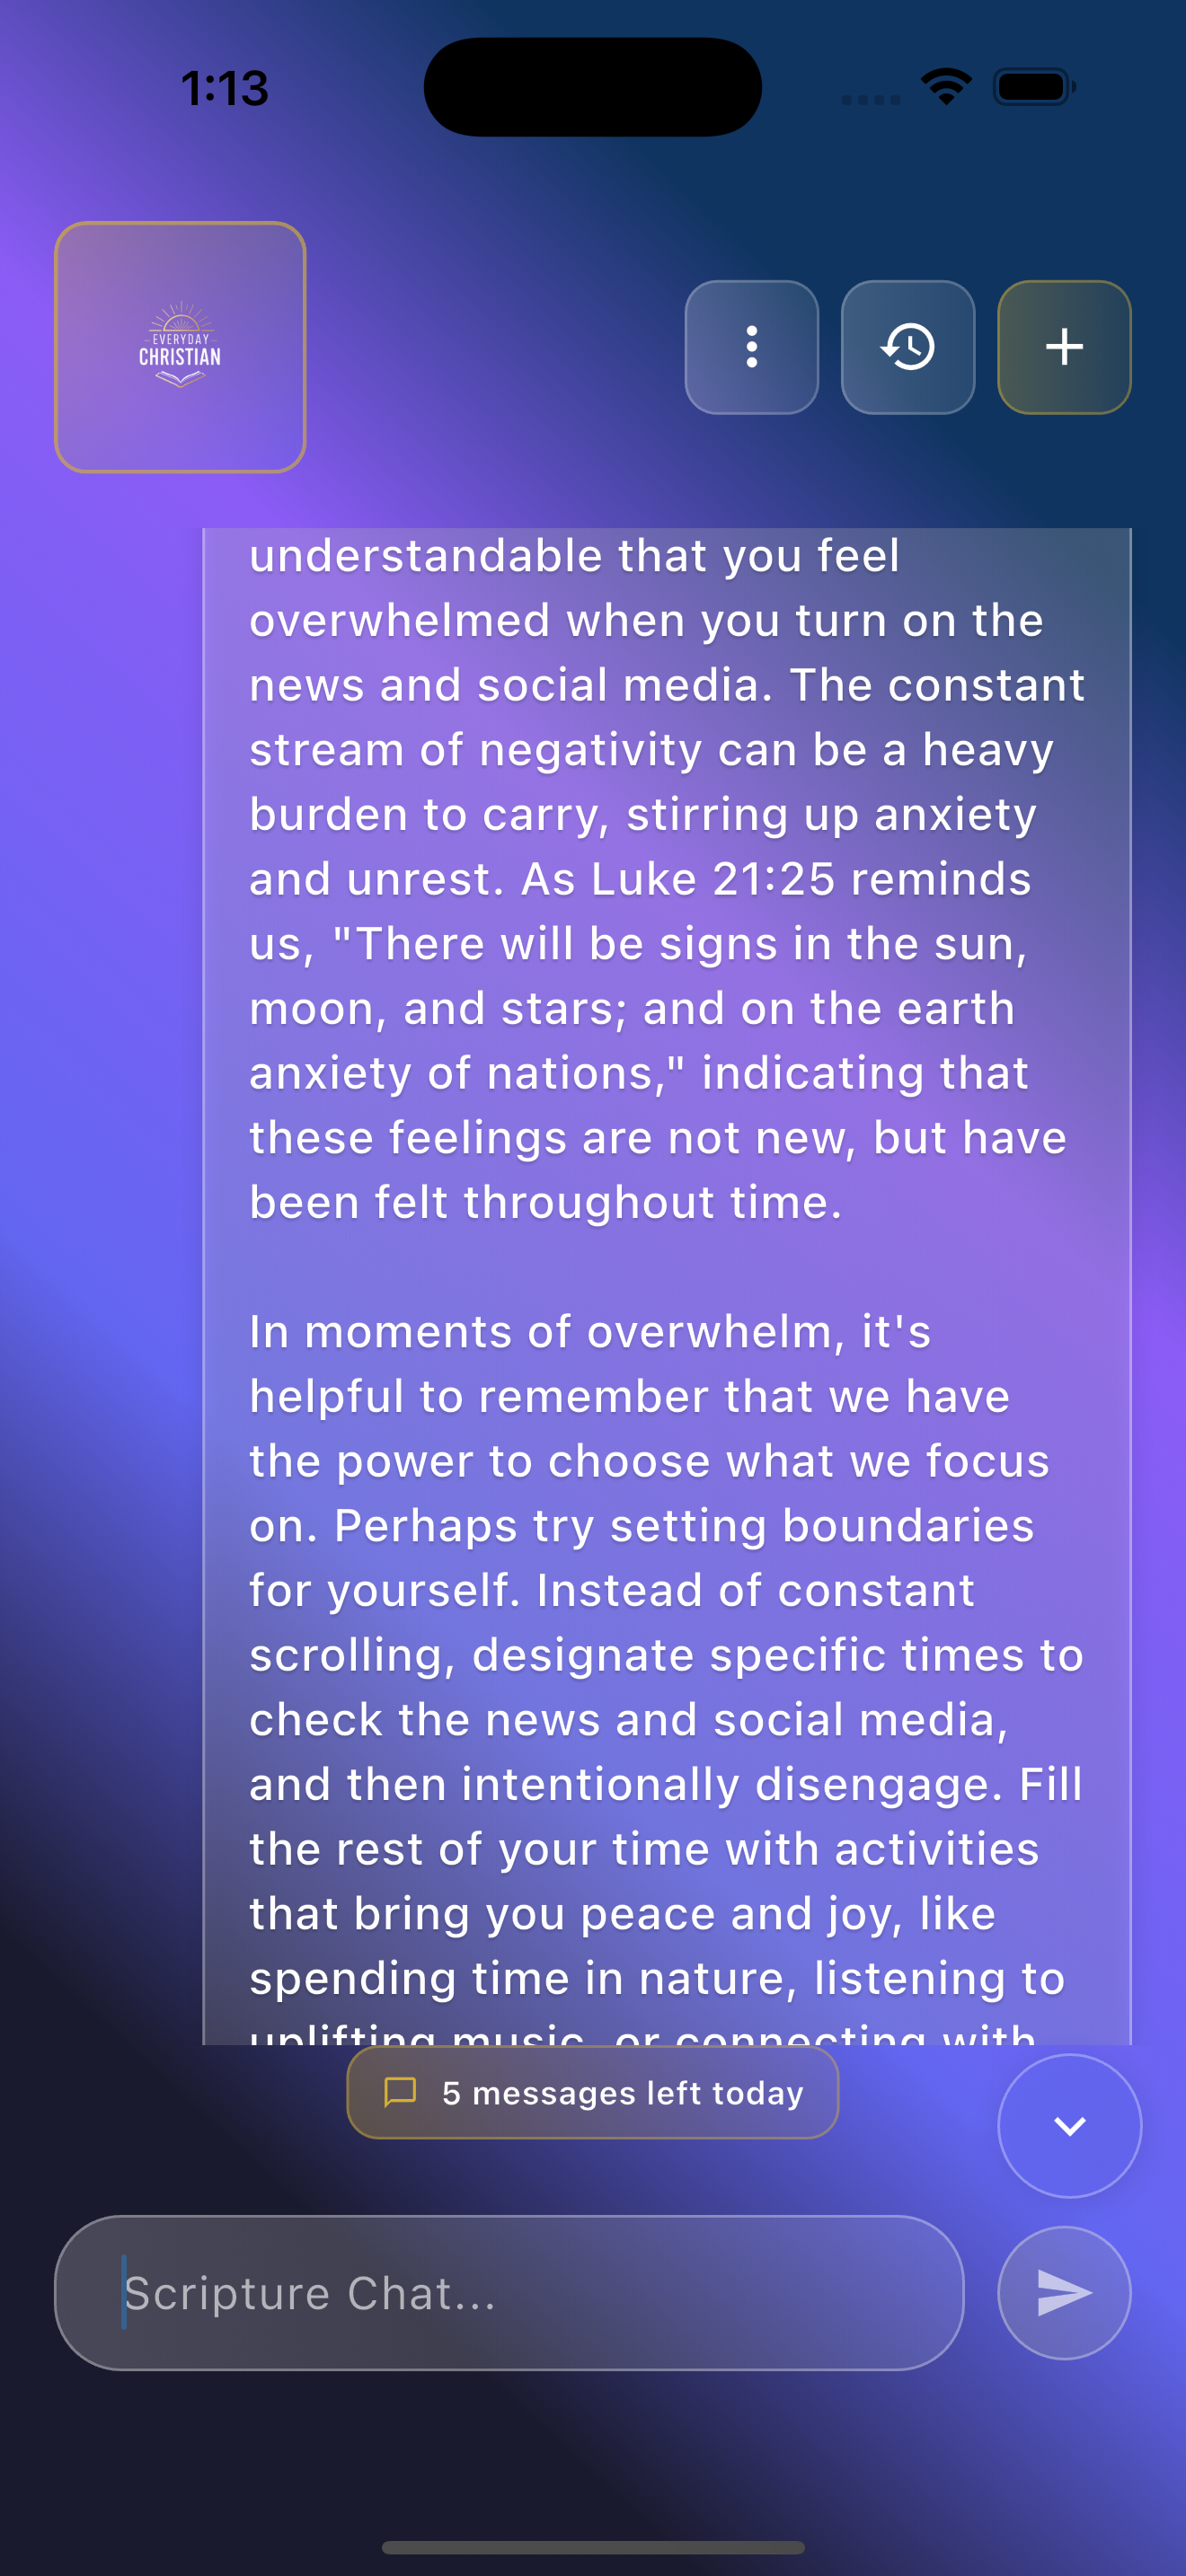 1:13
EVERYDAY
CHRISTIAN
understandable that you feel
overwhelmed when you turn on the
news and social media. The constant
stream of negativity can be a heavy
burden to carry, stirring up anxiety
and unrest. As Luke 21:25 reminds
us, "There will be signs in the sun,
moon, and stars; and on the earth
anxiety of nations," indicating that
these feelings are not new, but have
been felt throughout time.
In moments of overwhelm, it's
helpful to remember that we have
the power to choose what we focus
on. Perhaps try setting boundaries
for yourself. Instead of constant
scrolling, designate specific times to
check the news and social media,
and then intentionally disengage. Fill
the rest of your time with activities
that bring you peace and joy, like
spending time in nature, listening to
uplifting music, or connecting with
5 messages left today
Scripture Chat...